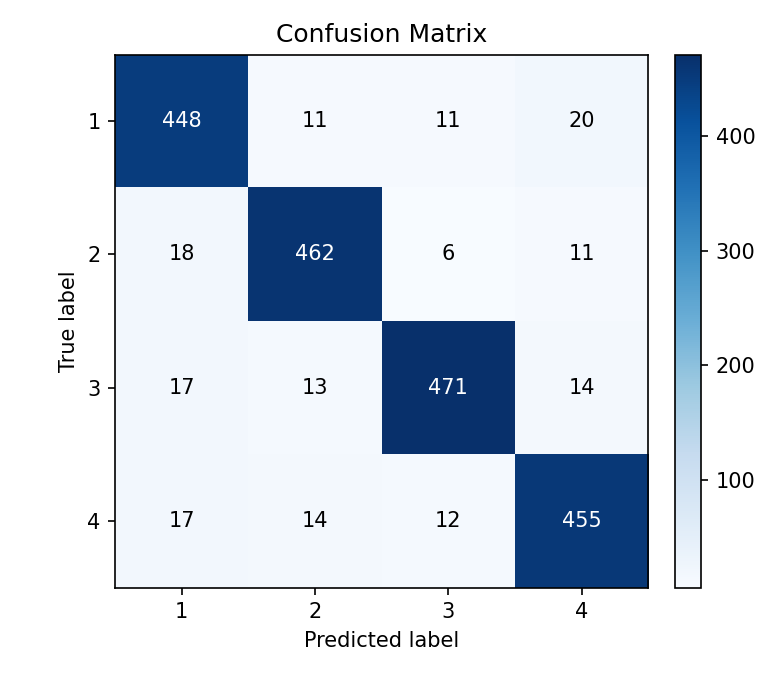 Confusion Matrix
True label
1 448 11 11 20
2 18 462 6 11
3 17 13 471 14
4 17 14 12 455
1 2 3 4
Predicted label
400
300
200
100